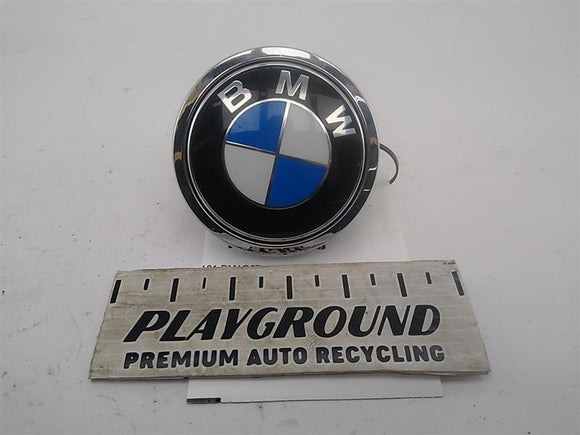 BMW
PLAYGROUND
PREMIUM AUTO RECYCLING